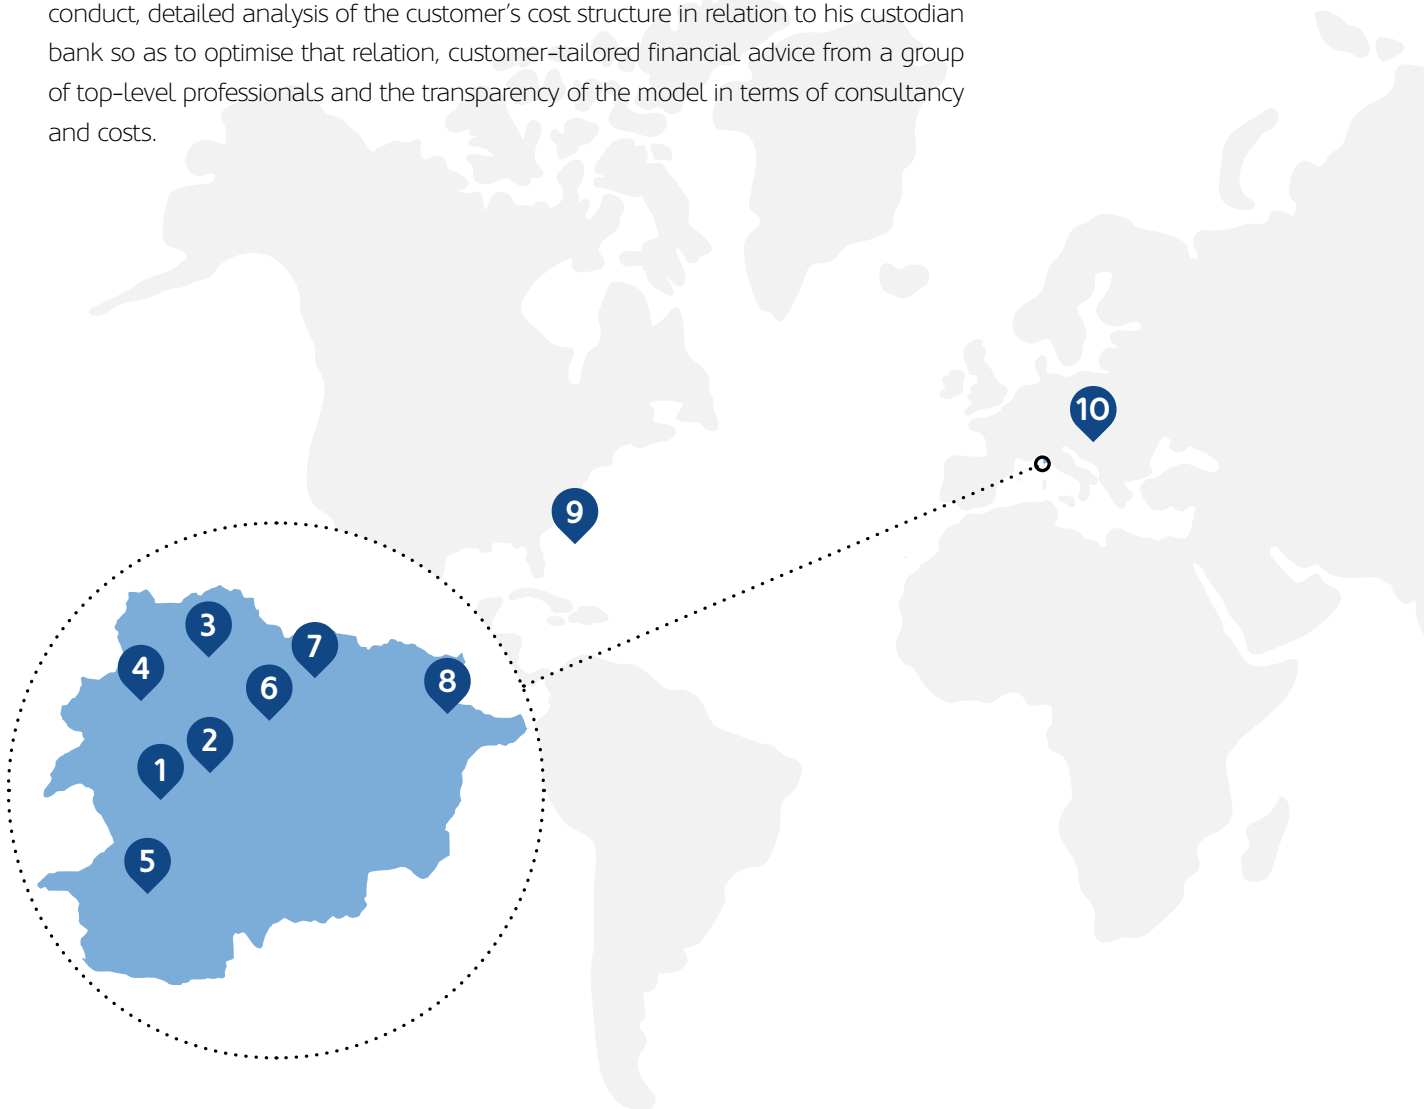 conduct, detailed analysis of the customer’s cost structure in relation to his custodian
bank so as to optimise that relation, customer-tailored financial advice from a group
of top-level professionals and the transparency of the model in terms of consultancy
and costs.
10
9
3
7
4
6
8
2
1
5